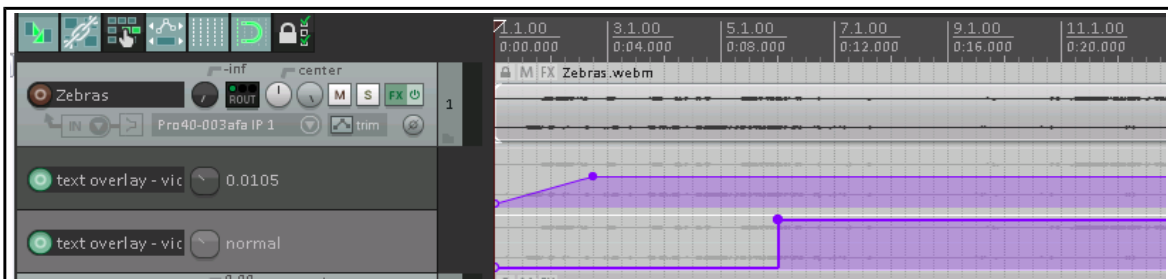 1.1.00 3.1.00 5.1.00 7.1.00 9.1.00 11.1.00
0:00.000 0:04.000 0:08.000 0:12.000 0:16.000 0:20.000
-inf center
Zebras ROUT M S FX 1
IN Pro40-003afa IP 1 trim
M FX Zebras.webm
text overlay - vic 0.0105
text overlay - vic normal